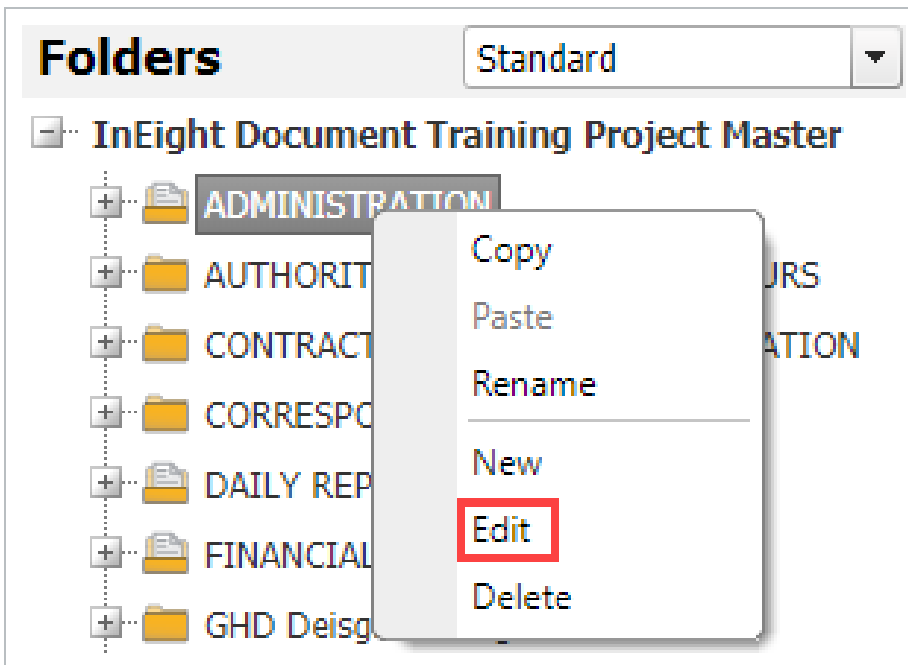 Folders
Standard
InEight Document Training Project Master
ADMINISTRATION
Copy
AUTHORIT
URS
Paste
CONTRACT
ATION
Rename
CORRESPO
New
DAILY REP
Edit
FINANCIAL
Delete
GHD Deisg